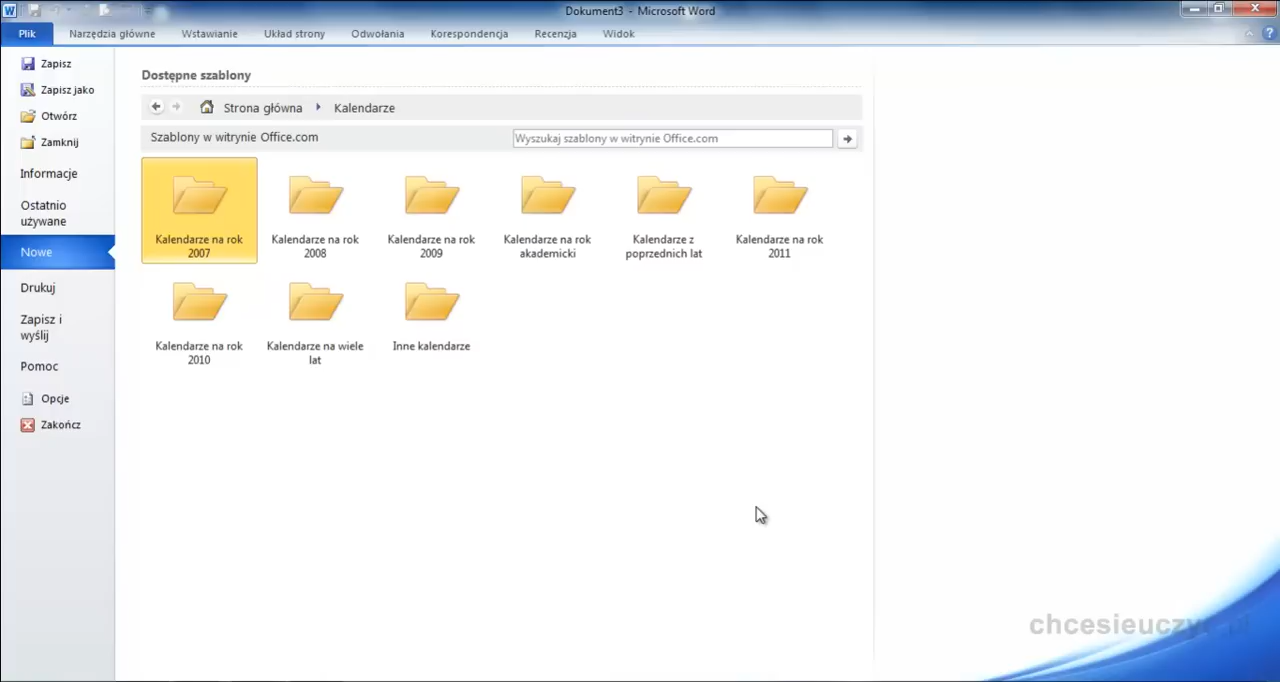 Dokument3 - Microsoft Word
Plik
Narzędzia główne
Wstawianie
Układ strony
Odwołania
Korespondencja
Recenzja
Widok
Zapisz
Zapisz jako
Otwórz
Zamknij
Informacje
Ostatnio
używane
Nowe
Drukuj
Zapisz i
wyślij
Pomoc
Opcje
Zakończ
Dostępne szablony
Strona główna
Kalendarze
Szablony w witrynie Office.com
Wyszukaj szablony w witrynie Office.com
Kalendarze na rok
2007
Kalendarze na rok
2008
Kalendarze na rok
2009
Kalendarze na rok
akademicki
Kalendarze z
poprzednich lat
Kalendarze na rok
2011
Kalendarze na rok
2010
Kalendarze na wiele
lat
Inne kalendarze